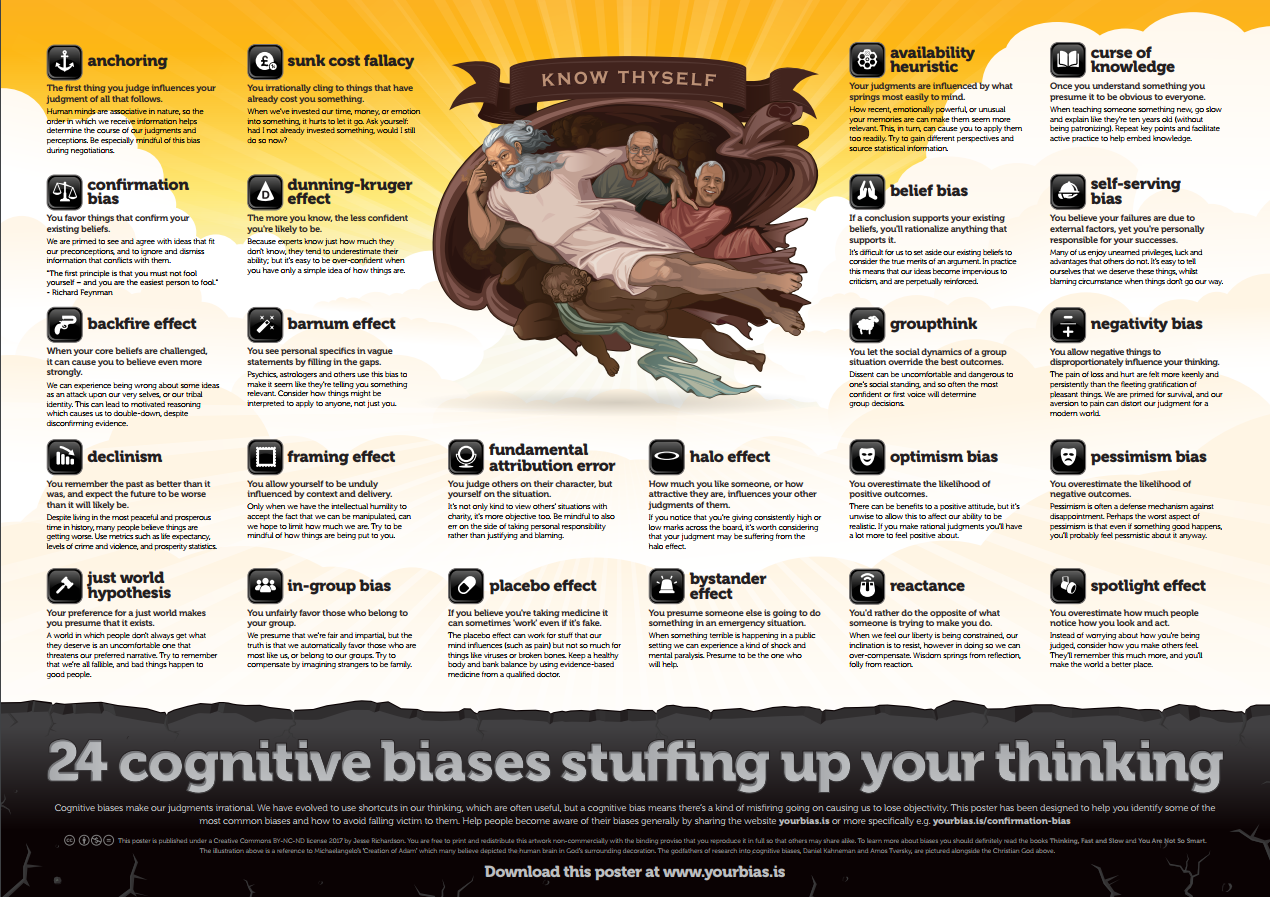 KNOW THYSELF
anchoring
The first thing you judge influences your
judgment of all that follows.
Human minds are associative in nature, so the
order in which we receive information helps
determine the course of our judgments and
perceptions. Be especially mindful of this bias
during negotiations.
sunk cost fallacy
You irrationally cling to things that have
already cost you something.
When we've invested our time, money, or emotion
into something, it hurts to let it go. Ask yourself:
had I not already invested something, would I still
do so now?
availability
heuristic
Your judgments are influenced by what
springs most easily to mind.
How recent, emotionally powerful, or unusual
your memories are can make them seem more
relevant. This, in turn, can cause you to apply them
too readily. Try to gain different perspectives and
source statistical information.
curse of
knowledge
Once you understand something you
presume it to be obvious to everyone.
When teaching someone something new, go slow
and explain like they're ten years old (without
being patronizing). Repeat key points and facilitate
active practice to help embed knowledge.
confirmation
bias
You favor things that confirm your
existing beliefs.
We are primed to see and agree with ideas that fit
our preconceptions, and to ignore and dismiss
information that conflicts with them.
"The first principle is that you must not fool
yourself – and you are the easiest person to fool."
- Richard Feynman
D
dunning-kruger
effect
The more you know, the less confident
you're likely to be.
Because experts know just how much they
don't know, they tend to underestimate their
ability; but it's easy to be over-confident when
you have only a simple idea of how things are.
belief bias
If a conclusion supports your existing
beliefs, you'll rationalize anything that
supports it.
It's difficult for us to set aside our existing beliefs to
consider the true merits of an argument. In practice
this means that our ideas become impervious to
criticism, and are perpetually reinforced.
self-serving
bias
You believe your failures are due to
external factors, yet you're personally
responsible for your successes.
Many of us enjoy unearned privileges, luck and
advantages that others do not. It's easy to tell
ourselves that we deserve these things, whilst
blaming circumstance when things don't go our way.
backfire effect
When your core beliefs are challenged,
it can cause you to believe even more
strongly.
We can experience being wrong about some ideas
as an attack upon our very selves, or our tribal
identity. This can lead to motivated reasoning
which causes us to double-down, despite
disconfirming evidence.
barnum effect
You see personal specifics in vague
statements by filling in the gaps.
Psychics, astrologers and others use this bias to
make it seem like they're telling you something
relevant. Consider how things might be
interpreted to apply to anyone, not just you.
groupthink
You let the social dynamics of a group
situation override the best outcomes.
Dissent can be uncomfortable and dangerous to
one's social standing, and so often the most
confident or first voice will determine
group decisions.
negativity bias
You allow negative things to
disproportionately influence your thinking.
The pain of loss and hurt are felt more keenly and
persistently than the fleeting gratification of
pleasant things. We are primed for survival, and our
aversion to pain can distort our judgment for a
modern world.
declinism
You remember the past as better than it
was, and expect the future to be worse
than it will likely be.
Despite living in the most peaceful and prosperous
time in history, many people believe things are
getting worse. Use metrics such as life expectancy,
levels of crime and violence, and prosperity statistics.
framing effect
You allow yourself to be unduly
influenced by context and delivery.
Only when we have the intellectual humility to
accept the fact that we can be manipulated, can
we hope to limit how much we are. Try to be
mindful of how things are being put to you.
fundamental
attribution error
You judge others on their character, but
yourself on the situation.
It's not only kind to view others' situations with
charity, it's more objective too. Be mindful to also
err on the side of taking personal responsibility
rather than justifying and blaming.
halo effect
How much you like someone, or how
attractive they are, influences your other
judgments of them.
If you notice that you're giving consistently high or
low marks across the board, it's worth considering
that your judgment may be suffering from the
halo effect.
optimism bias
You overestimate the likelihood of
positive outcomes.
There can be benefits to a positive attitude, but it's
unwise to allow this to affect our ability to be
realistic. If you make rational judgments you'll have
a lot more to feel positive about.
pessimism bias
You overestimate the likelihood of
negative outcomes.
Pessimism is often a defense mechanism against
disappointment. Perhaps the worst aspect of
pessimism is that even if something good happens,
you'll probably feel pessmistic about it anyway.
just world
hypothesis
Your preference for a just world makes
you presume that it exists.
A world in which people don't always get what
they deserve is an uncomfortable one that
threatens our preferred narrative. Try to remember
that we're all fallible, and bad things happen to
good people.
in-group bias
You unfairly favor those who belong to
your group.
We presume that we're fair and impartial, but the
truth is that we automatically favor those who are
most like us, or belong to our groups. Try to
compensate by imagining strangers to be family.
placebo effect
If you believe you're taking medicine it
can sometimes 'work' even if it's fake.
The placebo effect can work for stuff that our
mind influences (such as pain) but not so much for
things like viruses or broken bones. Keep a healthy
body and bank balance by using evidence-based
medicine from a qualified doctor.
bystander
effect
You presume someone else is going to do
something in an emergency situation.
When something terrible is happening in a public
setting we can experience a kind of shock and
mental paralysis. Presume to be the one who
will help.
reactance
You'd rather do the opposite of what
someone is trying to make you do.
When we feel our liberty is being constrained, our
inclination is to resist, however in doing so we can
over-compensate. Wisdom springs from reflection,
folly from reaction.
spotlight effect
You overestimate how much people
notice how you look and act.
Instead of worrying about how you're being
judged, consider how you make others feel.
They'll remember this much more, and you'll
make the world a better place.
24 cognitive biases stuffing up your thinking
Cognitive biases make our judgments irrational. We have evolved to use shortcuts in our thinking, which are often useful, but a cognitive bias means there's a kind of misfiring going on causing us to lose objectivity. This poster has been designed to help you identify some of the
most common biases and how to avoid falling victim to them. Help people become aware of their biases generally by sharing the website yourbias.is or more specifically e.g. yourbias.is/confirmation-bias
This poster is published under a Creative Commons BY-NC-ND license 2017 by Jesse Richardson. You are free to print and redistribute this artwork non-commercially with the binding proviso that you reproduce it in full so that others may share alike. To learn more about biases you should definitely read the books Thinking, Fast and Slow and You Are Not So Smart.
The illustration above is a reference to Michaelangelo's 'Creation of Adam' which many believe depicted the human brain in God's surrounding decoration. The godfathers of research into cognitive biases, Daniel Kahneman and Amos Tversky, are pictured alongside the Christian God above.
Download this poster at www.yourbias.is